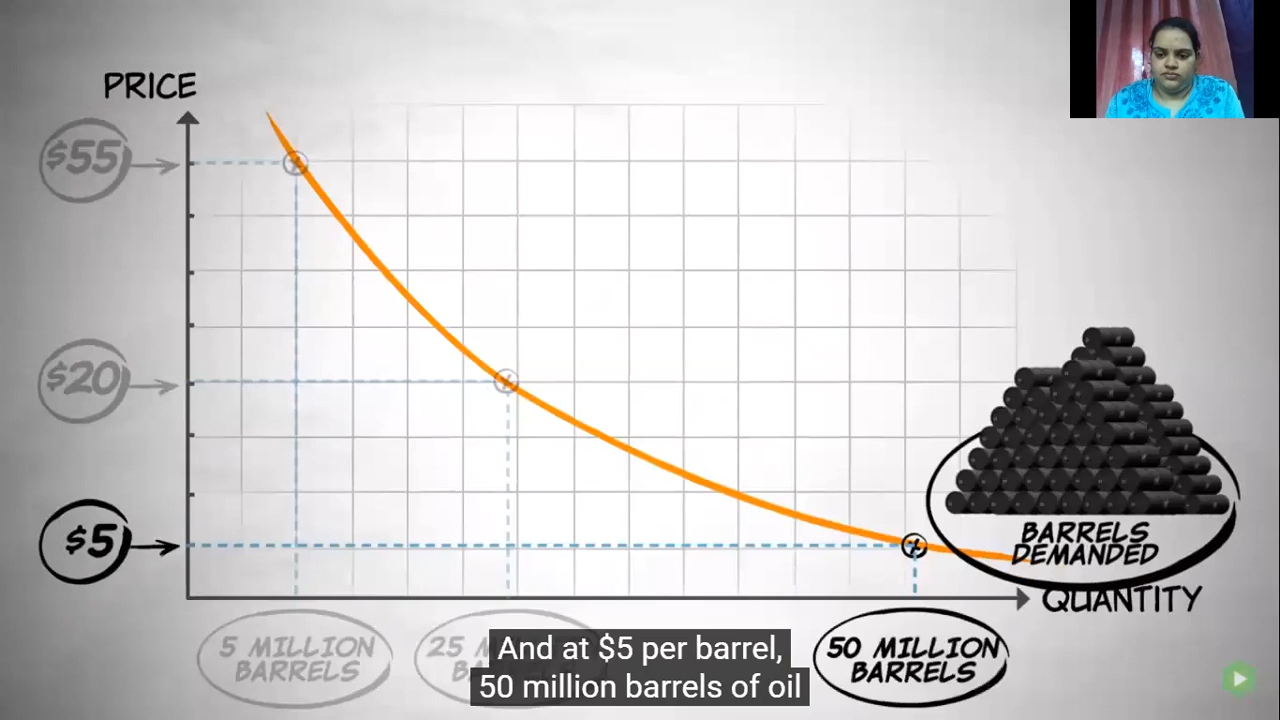 PRICE
$55
$20
$5
BARRELS
DEMANDED
QUANTITY
5 MILLION
BARRELS
25
50 MILLION
BARRELS
And at $5 per barrel,
50 million barrels of oil